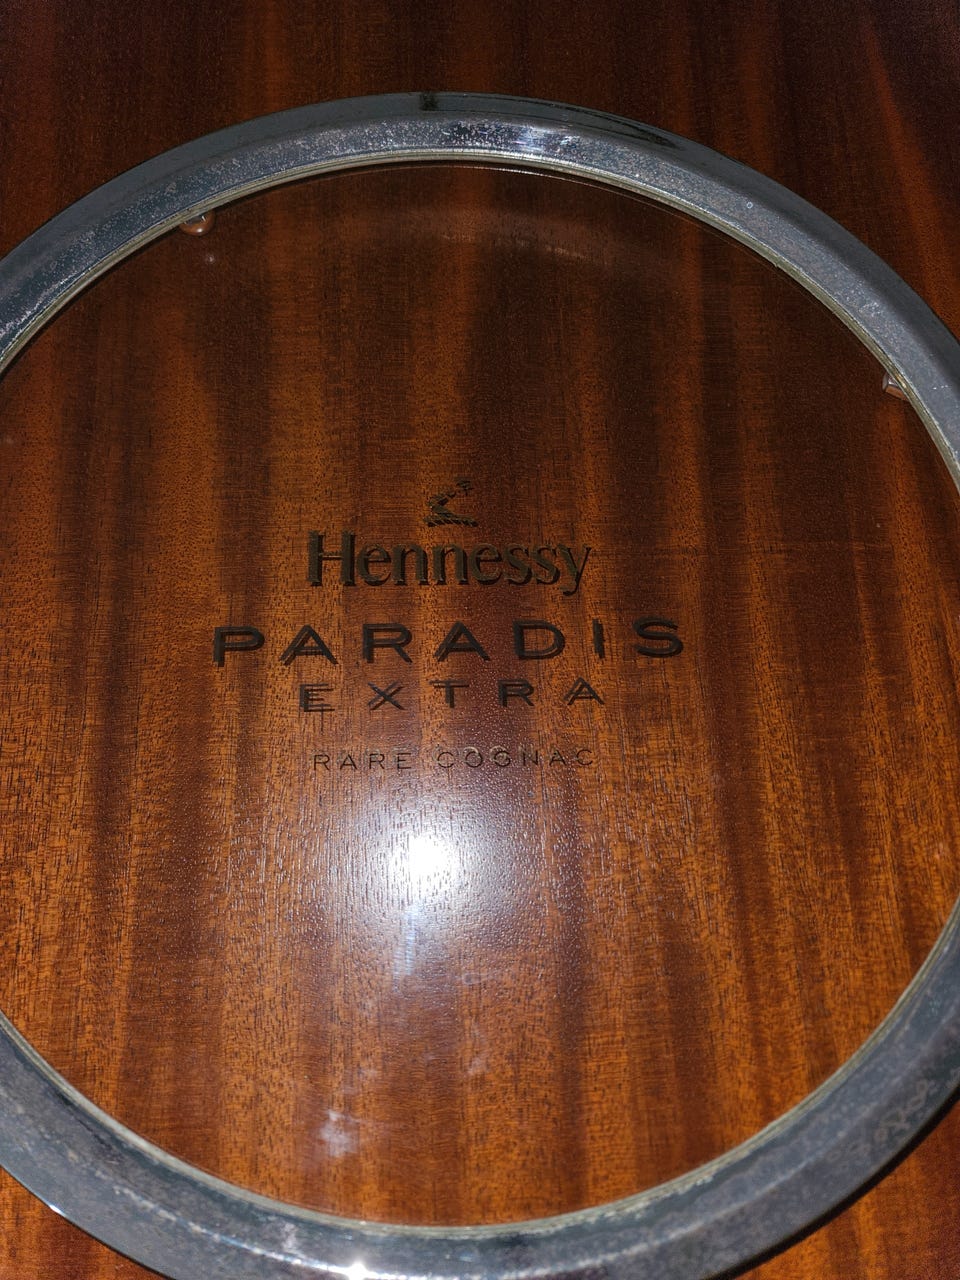 Hennessy
PARADIS
EXTRA
RARE COGNAC